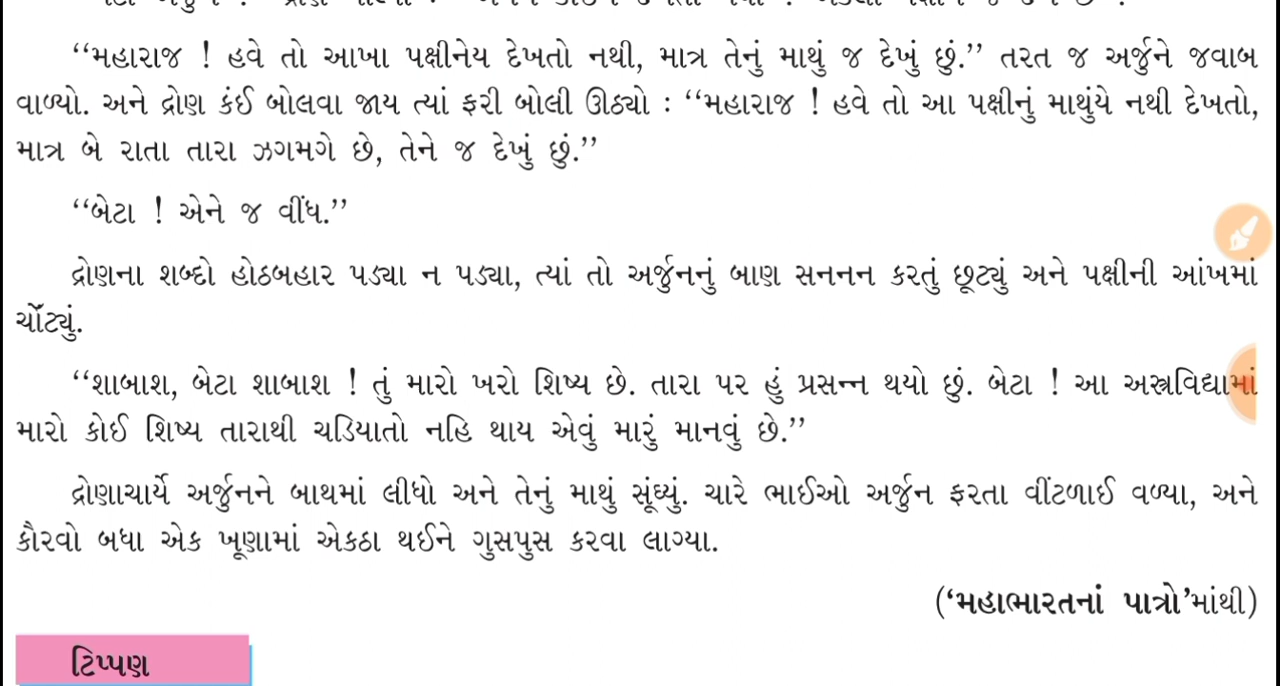 “મહારાજ ! હવે તો આખા પક્ષીનેય દેખતો નથી, માત્ર તેનું માથું જ દેખું છું.” તરત જ અર્જુને જવાબ
વાળ્યો. અને દ્રોણ કંઈ બોલવા જાય ત્યાં ફરી બોલી ઊઠ્યો : “મહારાજ ! હવે તો આ પક્ષીનું માથુંયે નથી દેખતો,
માત્ર બે રાતા તારા ઝગમગે છે, તેને જ દેખું છું.”
“બેટા ! એને જ વીંધ.”
દ્રોણના શબ્દો હોઠબહાર પડ્યા ન પડ્યા, ત્યાં તો અર્જુનનું બાણ સનનન કરતું છૂટ્યું અને પક્ષીની આંખમાં
ચોંટ્યું.
“શાબાશ, બેટા શાબાશ ! તું મારો ખરો શિષ્ય છે. તારા પર હું પ્રસન્ન થયો છું. બેટા ! આ અસ્ત્રવિદ્યામાં
મારો કોઈ શિષ્ય તારાથી ચડિયાતો નહિ થાય એવું મારું માનવું છે.”
દ્રોણાચાર્યે અર્જુનને બાથમાં લીધો અને તેનું માથું સૂંઘ્યું. ચારે ભાઈઓ અર્જુન ફરતા વીંટળાઈ વળ્યા, અને
કૌરવો બધા એક ખૂણામાં એકઠા થઈને ગુસપુસ કરવા લાગ્યા.
(‘મહાભારતનાં પાત્રો’માંથી)
ટિપ્પણ